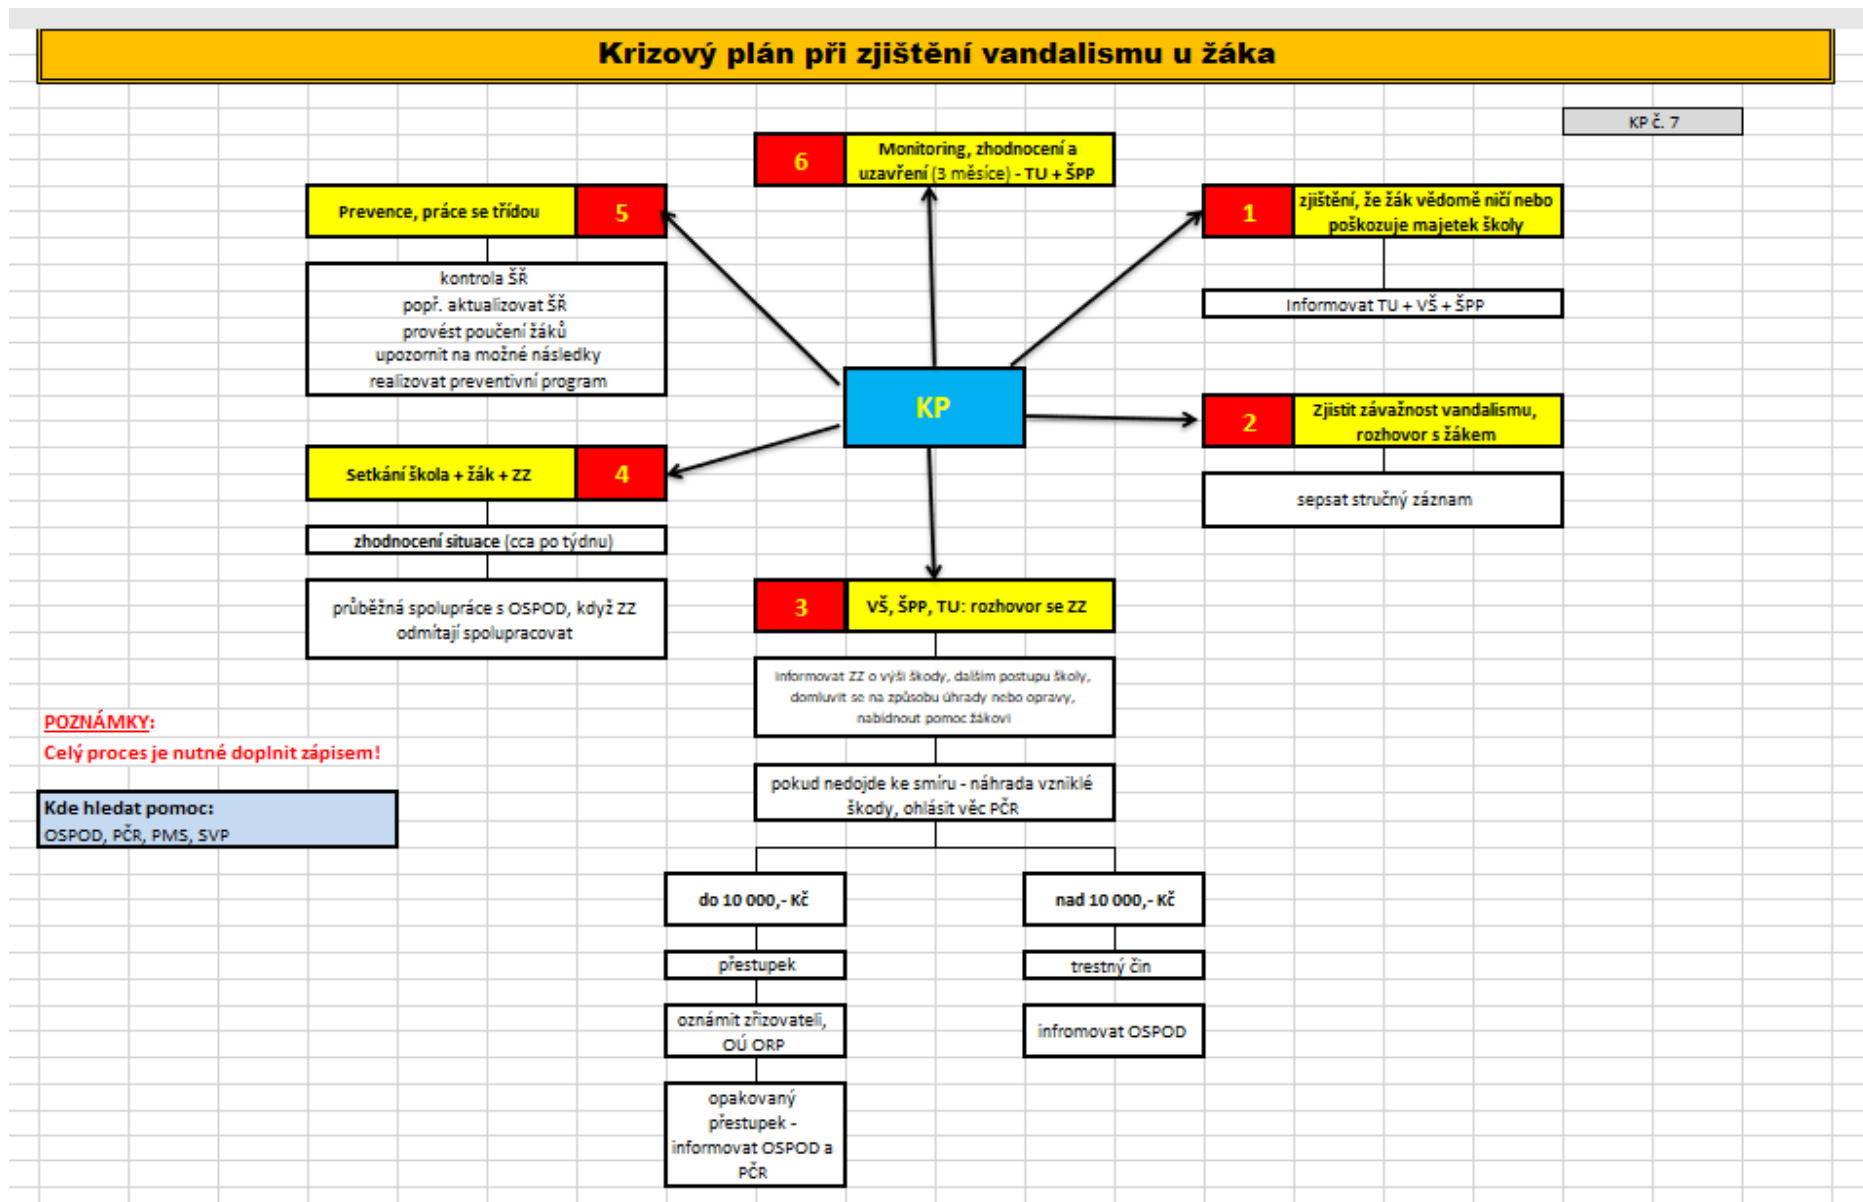 Krizový plán při zjištění vandalismu u žáka
KP č. 7
6
Monitoring, zhodnocení a
uzavření (3 měsíce) - TU + ŠPP
Prevence, práce se třídou
5
kontrola ŠŘ
popř. aktualizovat ŠŘ
provést poučení žáků
upozornit na možné následky
realizovat preventivní program
1
zjištění, že žák vědomě ničí nebo
poškozuje majetek školy
Informovat TU + VŠ + ŠPP
KP
2
Zjistit závažnost vandalismu,
rozhovor s žákem
sepsat stručný záznam
Setkání škola + žák + ZZ
4
zhodnocení situace (cca po týdnu)
průběžná spolupráce s OSPOD, když ZZ
odmítají spolupracovat
3
VŠ, ŠPP, TU: rozhovor se ZZ
Informovat ZZ o výši škody, dalším postupu školy,
domluvit se na způsobu úhrady nebo opravy,
nabídnout pomoc žákovi
pokud nedojde ke smíru - náhrada vzniklé
škody, ohlásit věc PČR
do 10 000,- Kč
přestupek
oznámit zřizovateli,
OÚ ORP
opakovaný
přestupek -
informovat OSPOD a
PČR
nad 10 000,- Kč
trestný čin
infromovat OSPOD
POZNÁMKY:
Celý proces je nutné doplnit zápisem!
Kde hledat pomoc:
OSPOD, PČR, PMS, SVP